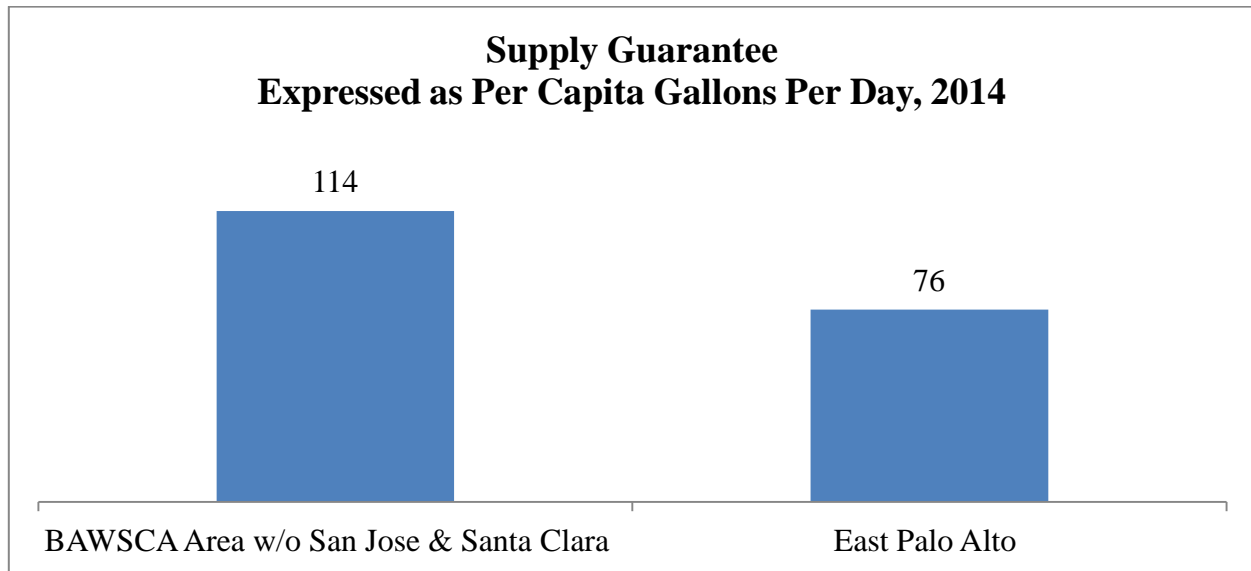 Supply Guarantee
Expressed as Per Capita Gallons Per Day, 2014
114
76
BAWSCA Area w/o San Jose & Santa Clara
East Palo Alto